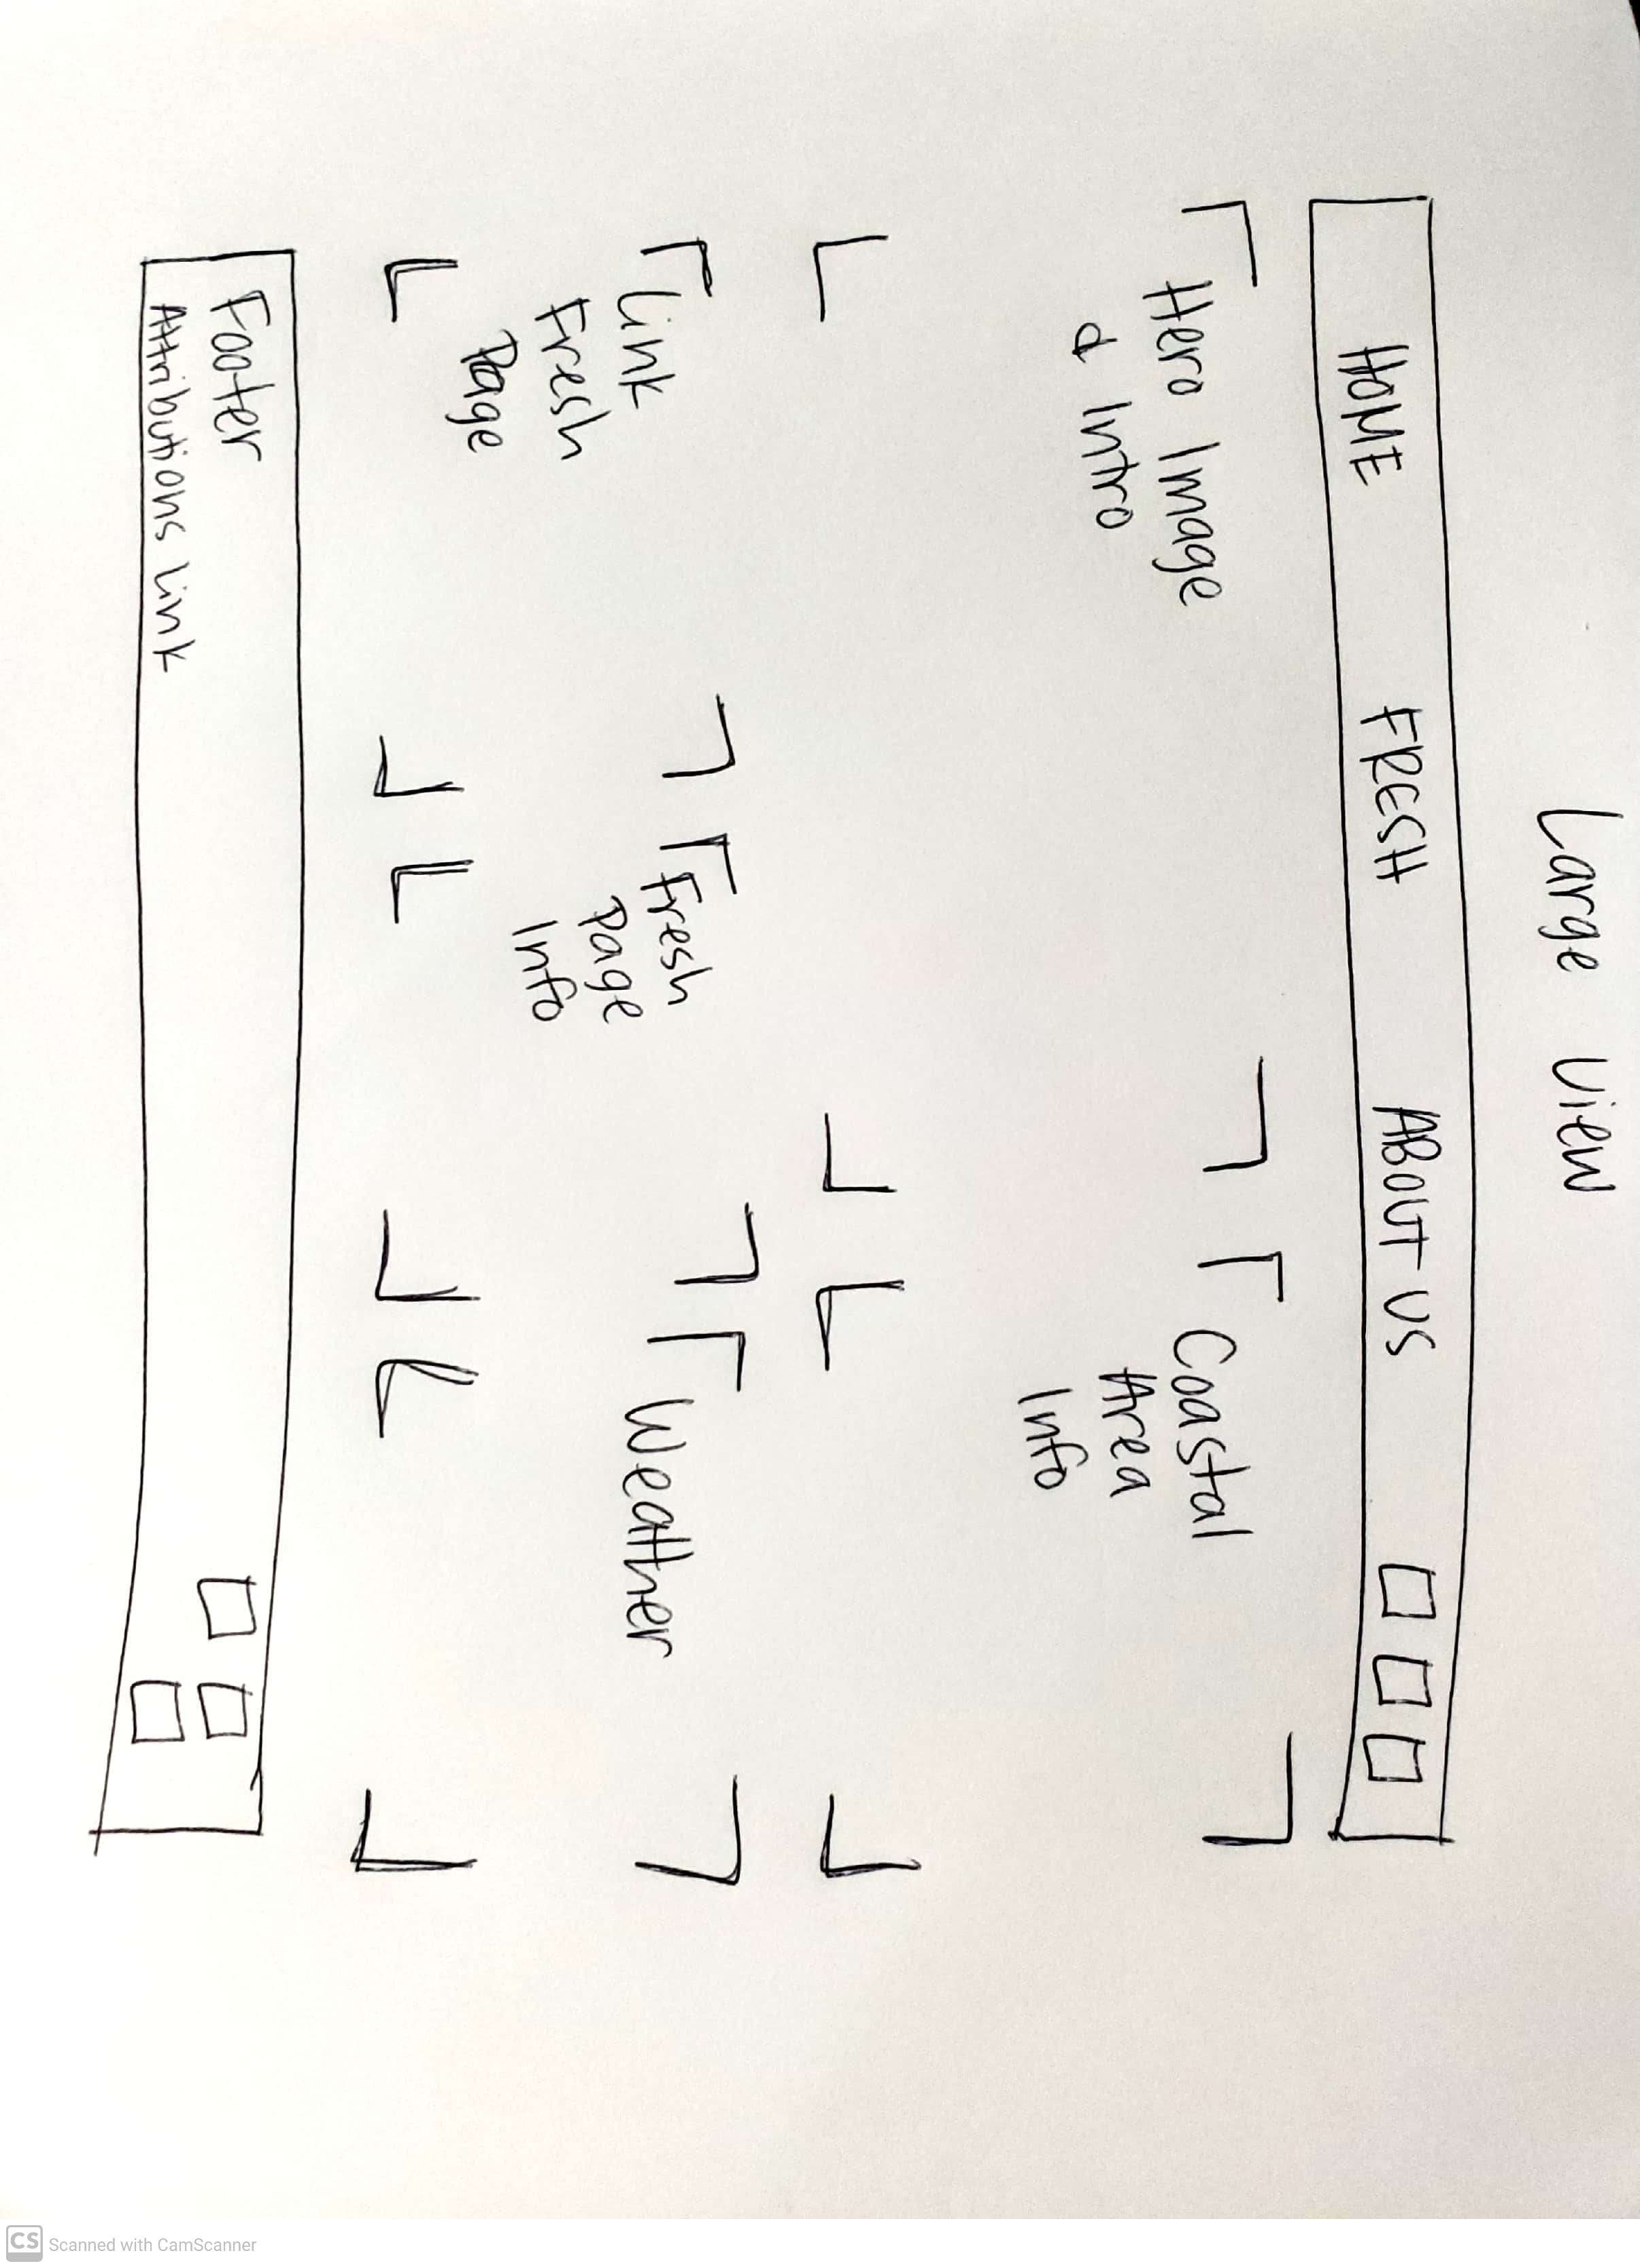 Large View
HOME FRESH ABOUT US
Hero Image
& Intro
Coastal
Area
Info
Link
Fresh
Page
Fresh
Page
Info
Weather
Footer
Attributions Link
CS Scanned with CamScanner